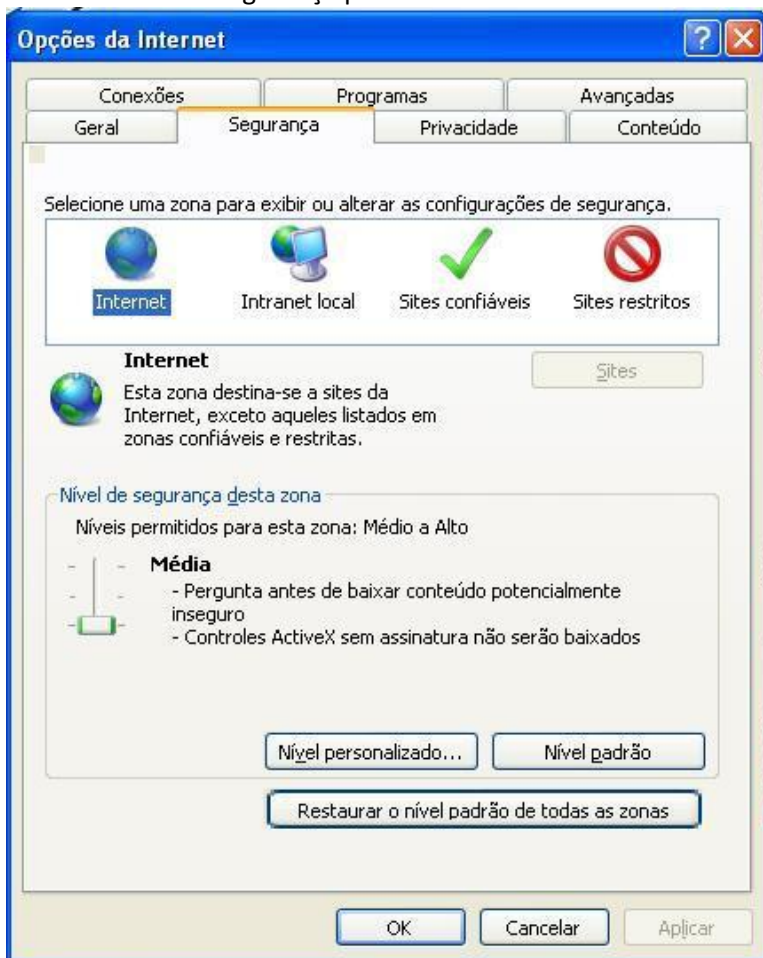 Opções da Internet
Conexões Programas Avançadas
Geral Segurança Privacidade Conteúdo
Selecione uma zona para exibir ou alterar as configurações de segurança.
Internet Intranet local Sites confiáveis Sites restritos
Internet
Sites
Esta zona destina-se a sites da
Internet, exceto aqueles listados em
zonas confiáveis e restritas.
Nível de segurança desta zona
Níveis permitidos para esta zona: Médio a Alto
Média
- Pergunta antes de baixar conteúdo potencialmente
inseguro
- Controles ActiveX sem assinatura não serão baixados
Nível personalizado... Nível padrão
Restaurar o nível padrão de todas as zonas
OK Cancelar Aplicar